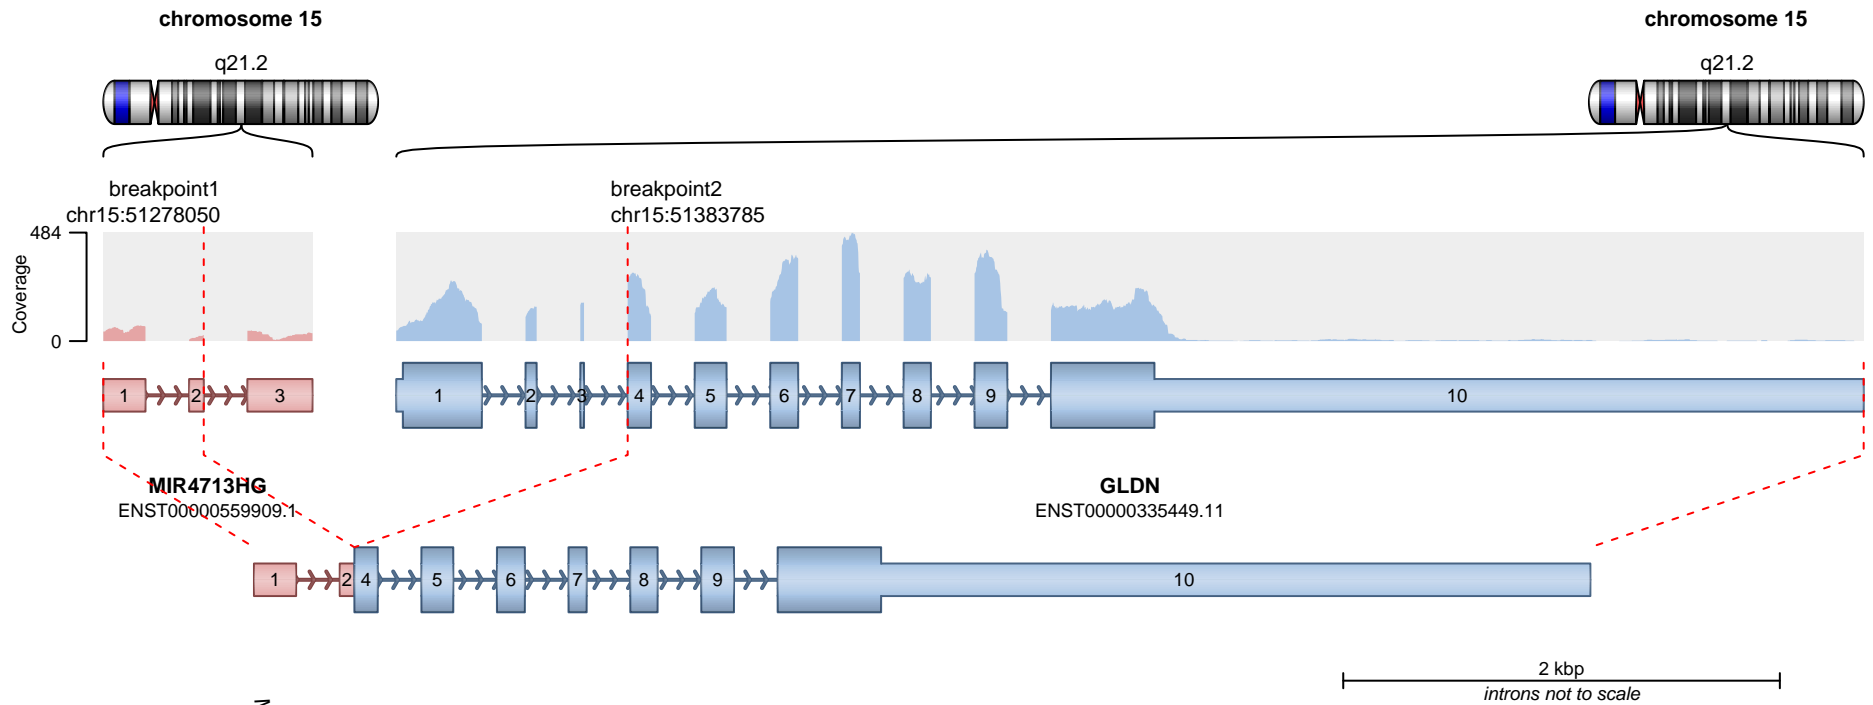 chromosome 15
chromosome 15
q21.2
q21.2
breakpoint1
chr15:51278050
breakpoint2
chr15:51383785
Coverage
484
0
1
2
3
1
2
3
4
5
6
7
8
9
10
MIR4713HG
ENST00000559909.1
GLDN
ENST00000335449.11
1
2
4
5
6
7
8
9
10
2 kbp
introns not to scale